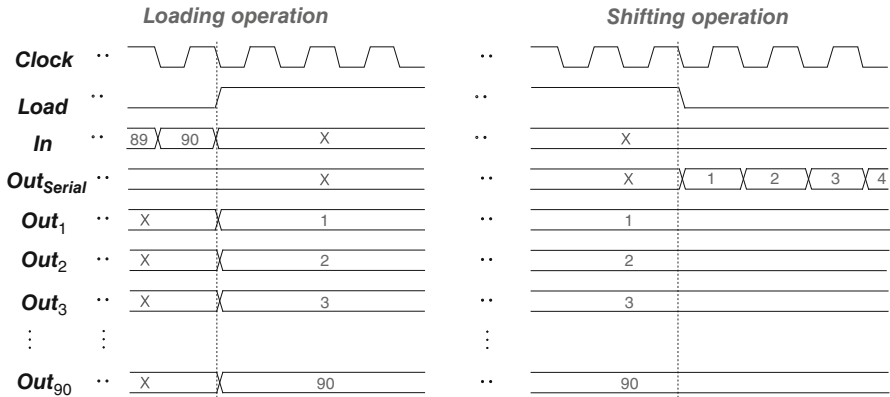 Loading operation Shifting operation
Clock
Load
In 89 90 X X
Out_Serial X X 1 2 3 4
Out_1 X 1 1
Out_2 X 2 2
Out_3 X 3 3
Out_90 X 90 90